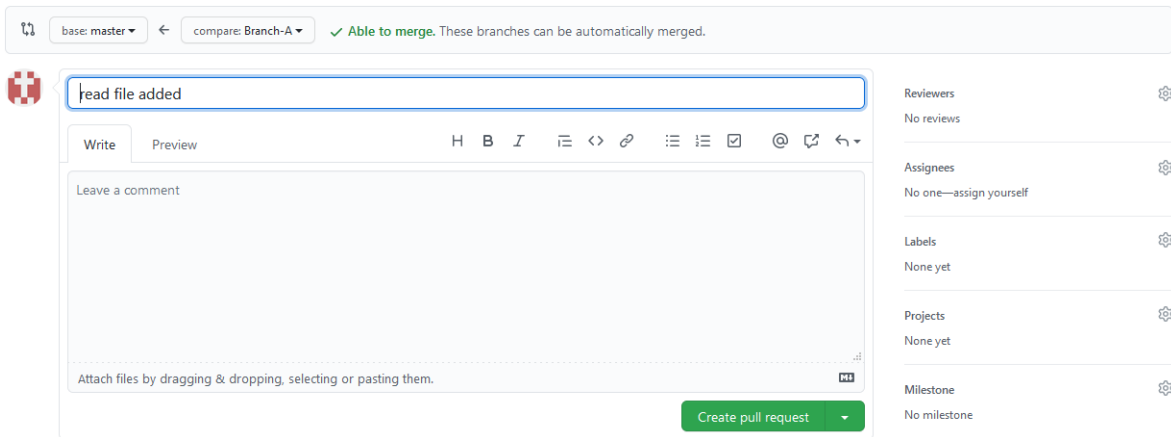 base: master compare: Branch-A Able to merge. These branches can be automatically merged.
read file added
Write Preview
Leave a comment
Attach files by dragging & dropping, selecting or pasting them.
Create pull request
Reviewers
No reviews
Assignees
No one—assign yourself
Labels
None yet
Projects
None yet
Milestone
No milestone